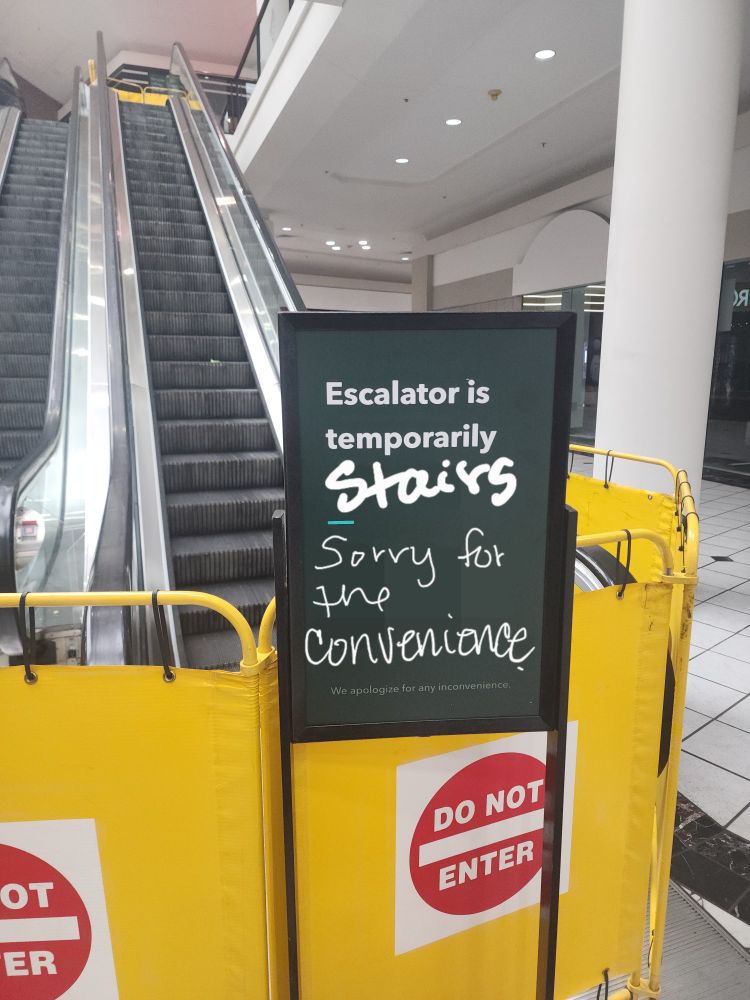 Escalator is
temporarily
Stairs
Sorry for
the
convenience.
We apologize for any inconvenience.
DO NOT
ENTER
OT
ER